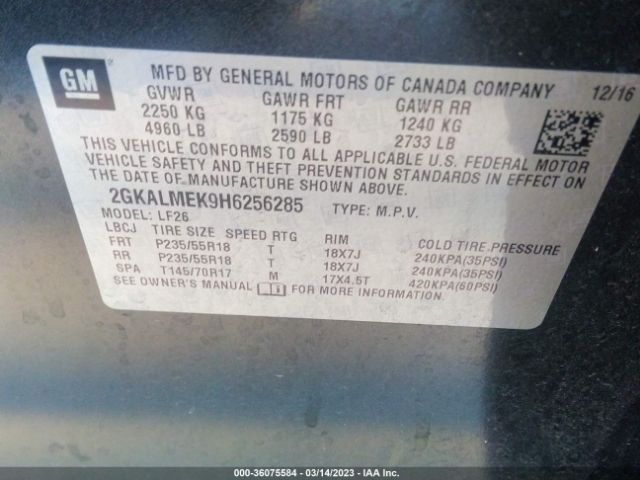 GM
MFD BY GENERAL MOTORS OF CANADA COMPANY 12/16
GVWR GAWR FRT GAWR RR
2250 KG 1175 KG 1240 KG
4960 LB 2590 LB 2733 LB
THIS VEHICLE CONFORMS TO ALL APPLICABLE U.S. FEDERAL MOTOR
VEHICLE SAFETY AND THEFT PREVENTION STANDARDS IN EFFECT ON
THE DATE OF MANUFACTURE SHOWN ABOVE.
2GKALMEK9H6256285 TYPE: M.P.V.
MODEL: LF26
LBCJ TIRE SIZE SPEED RTG RIM COLD TIRE PRESSURE
FRT P235/55R18 T 18X7J 240KPA(35PSI)
RR P235/55R18 T 18X7J 240KPA(35PSI)
SPA T145/70R17 M 17X4.5T 420KPA(60PSI)
SEE OWNER'S MANUAL FOR MORE INFORMATION.
000-36075584 — 03/14/2023 — IAA Inc.